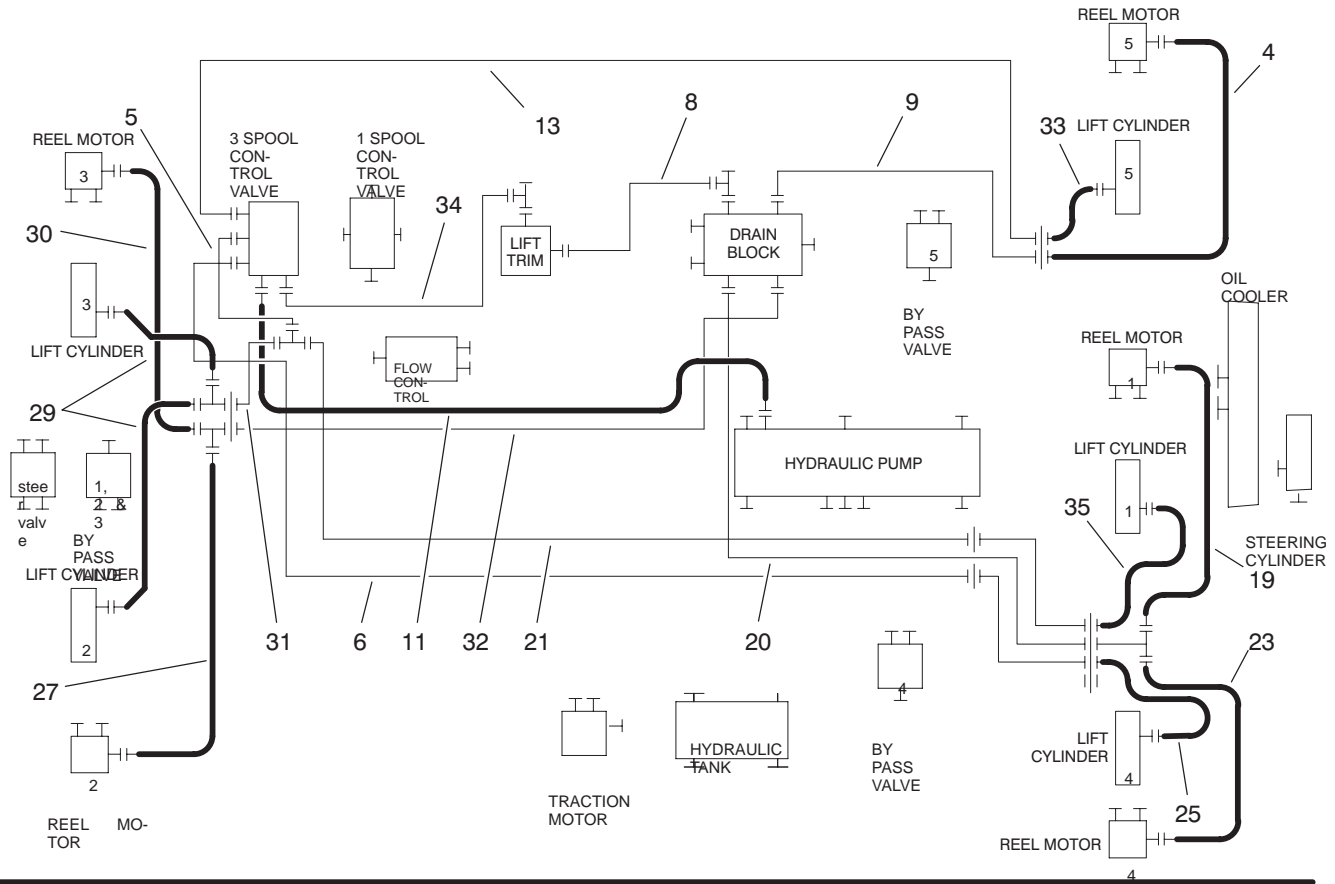 REEL MOTOR
5
4
13
8
9
5
REEL MOTOR
3
3 SPOOL
CON-
TROL
VALVE
1 SPOOL
CON-
TROL
VALVE
33
LIFT CYLINDER
5
34
30
LIFT
TRIM
DRAIN
BLOCK
5
BY
PASS
VALVE
3
LIFT CYLINDER
OIL
COOLER
REEL MOTOR
1
FLOW
CON-
TROL
29
LIFT CYLINDER
1
HYDRAULIC PUMP
stee
r
valv
e
1,
2 &
3
BY
PASS
VALVE
35
STEERING
CYLINDER
19
LIFT CYLINDER
2
31
6
11
32
21
20
23
27
4
BY
PASS
VALVE
HYDRAULIC
TANK
TRACTION
MOTOR
LIFT
CYLINDER
4
25
2
REEL MO-
TOR
REEL MOTOR
4